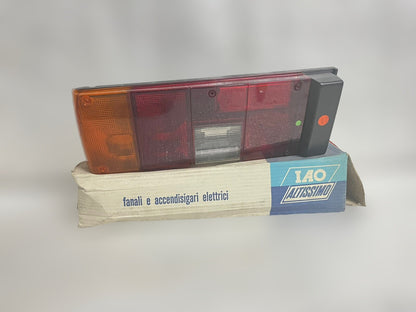 fanali e accendisigari elettrici
IAO
ALTISSIMO